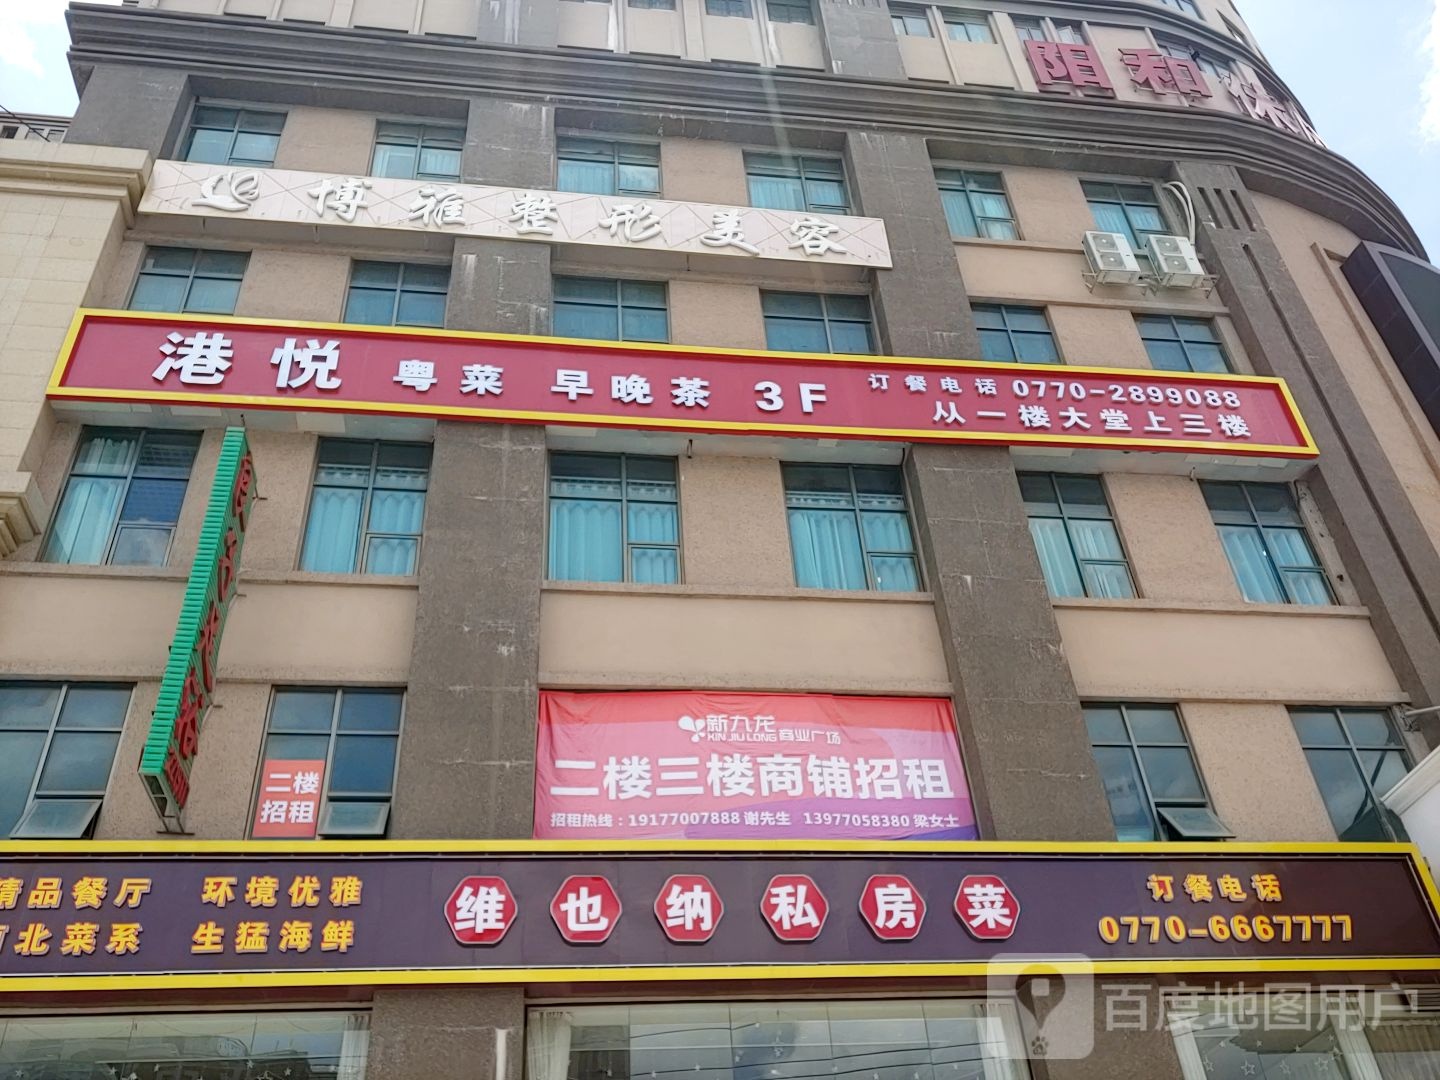 阳和休
博雅整形美容
港悦 粤菜 早晚茶 3F
订餐电话 0770-2899088
从一楼大堂上三楼
新九龙
XIN JIU LONG 商业广场
二楼三楼商铺招租
招租热线：19177007888 谢先生 13977058380 梁女士
二楼
招租
精品餐厅 环境优雅
北菜系 生猛海鲜
维也纳私房菜
订餐电话
0770-6667777
百度地图用户